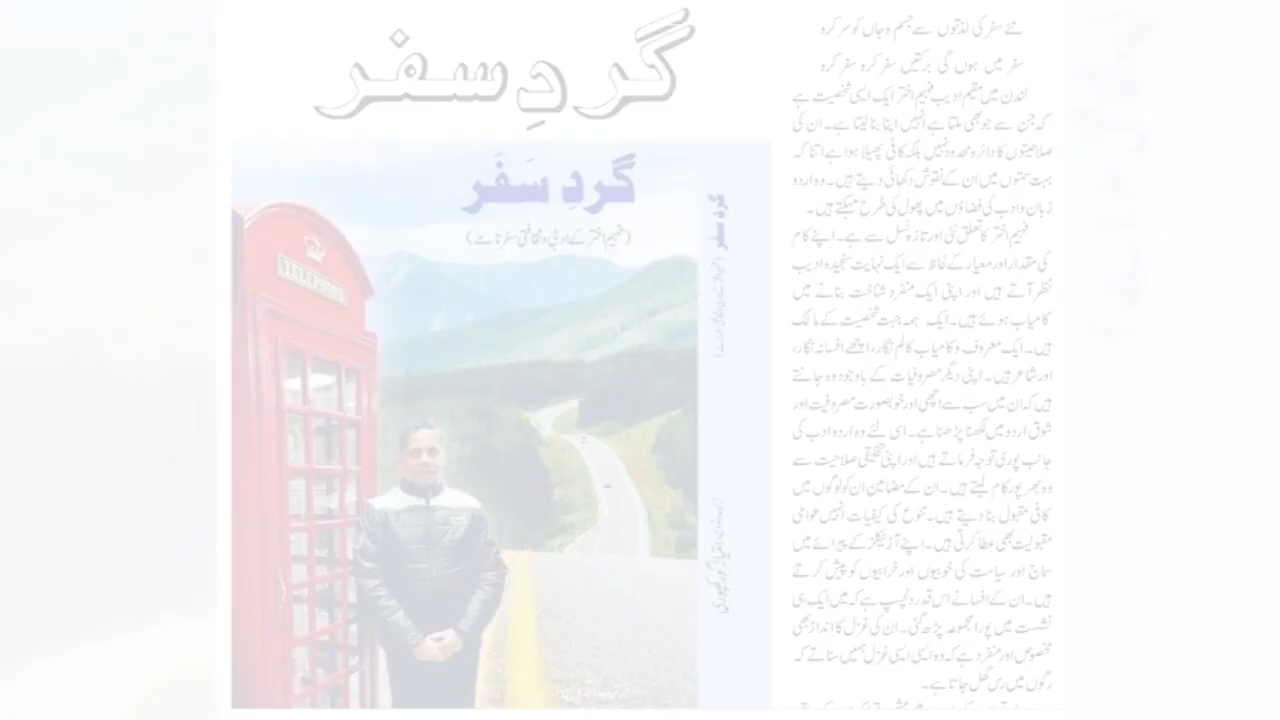 گردِ سفر
گردِ سَفَر
(فہیم اختر کے ادبی و ثقافتی سفرنامے)
TELEPHONE
گردِ سَفَر
نئے سفر کی لذتوں سے جسم و جاں کو سر کرو
سفر میں ہوں گی برکتیں سفر کرو سفر کرو
لندن میں مقیم ادیب فہیم اختر ایک ایسی شخصیت ہے
کہ جن سے جو بھی ملتا ہے انہیں اپنا بنا لیتا ہے۔ ان کی
صلاحیتوں کا دائرہ محدود نہیں بلکہ کافی پھیلا ہوا ہے اتنا کہ
بہت سمتوں میں ان کے نقوش دکھائی دیتے ہیں۔ وہ اردو
زبان و ادب کی فضاؤں میں پھول کی طرح مہکتے ہیں۔
فہیم اختر کا تعلق نئی اور تازہ نسل سے ہے۔ اپنے کام
کی مقدار اور معیار کے لحاظ سے ایک نہایت سنجیدہ ادیب
نظر آتے ہیں اور اپنی ایک منفرد شناخت بنانے میں
کامیاب ہوئے ہیں۔ ایک ہمہ جہت شخصیت کے مالک
ہیں۔ ایک معروف و کامیاب کالم نگار، اچھے افسانہ نگار،
اور شاعر ہیں۔ اپنی دیگر مصروفیات کے باوجود وہ جانتے
ہیں کہ ان میں سب سے اچھی اور خوبصورت مصروفیت اور
شوق اردو میں لکھنا پڑھنا ہے۔ اسی لئے وہ اردو ادب کی
جانب پوری توجہ فرماتے ہیں اور اپنی تخلیقی صلاحیت سے
وہ بھرپور کام لیتے ہیں۔ ان کے مضامین ان کو لوگوں میں
کافی مقبول بنا دیتے ہیں۔ تنوع کی کیفیات انہیں عوامی
مقبولیت بھی عطا کرتی ہیں۔ اپنے آرٹیکلز کے پیرائے میں
سماج اور سیاست کی خوبیوں اور خرابیوں کو پیش کرتے
ہیں۔ ان کے افسانے اس قدر دلچسپ ہے کہ میں ایک ہی
نشست میں پورا مجموعہ پڑھ گئی۔ ان کی غزل کا انداز بھی
مخصوص اور منفرد ہے کہ وہ ایسی ایسی غزل ہمیں سناتے کہ
رگوں میں رس گھل جاتا ہے۔